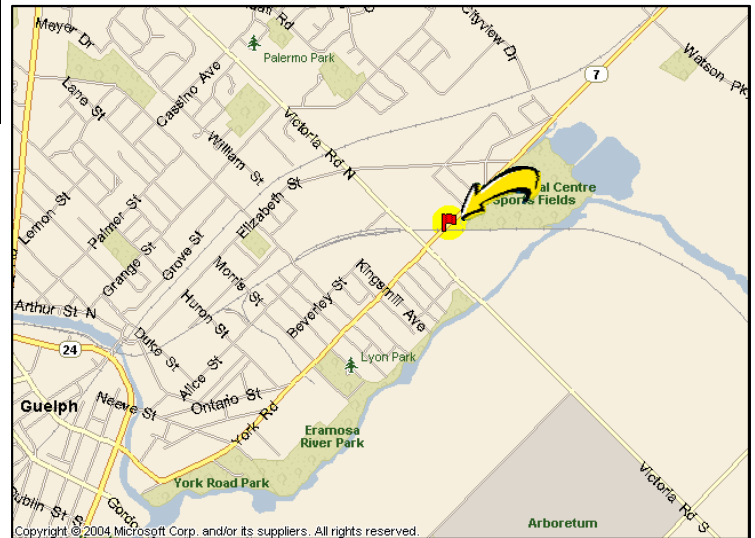 Meyer Dr
Cityview Dr
Palermo Park
Cassino Ave
7
Watson Pk
Lane St
Victoria Rd N
William St
Elizabeth St
al Centre
Sports Fields
Lemon St
Palmer St
Grange St
Grove St
Morris St
Kingsmill Ave
Arthur St N
Huron St
Beverley St
Duke St
24
Alice St
Lyon Park
Guelph
Neeve St
Ontario St
York Rd
Eramosa
River Park
York Road Park
Victoria Rd S
Dublin St S
Gordo
Arboretum
Copyright © 2004 Microsoft Corp. and/or its suppliers. All rights reserved.